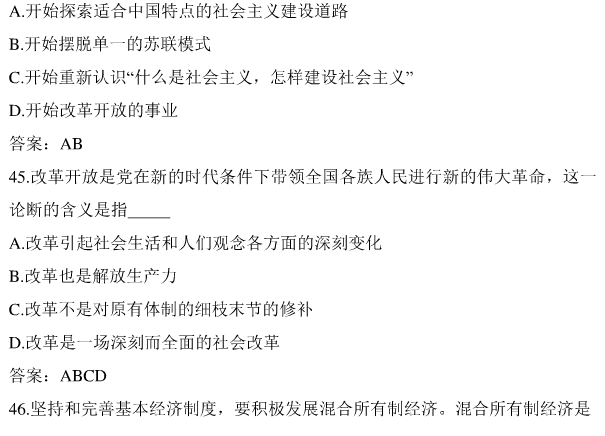 A.开始探索适合中国特点的社会主义建设道路
B.开始摆脱单一的苏联模式
C.开始重新认识“什么是社会主义，怎样建设社会主义”
D.开始改革开放的事业
答案：AB
45.改革开放是党在新的时代条件下带领全国各族人民进行新的伟大革命，这一
论断的含义是指_____
A.改革引起社会生活和人们观念各方面的深刻变化
B.改革也是解放生产力
C.改革不是对原有体制的细枝末节的修补
D.改革是一场深刻而全面的社会改革
答案：ABCD
46.坚持和完善基本经济制度，要积极发展混合所有制经济。混合所有制经济是